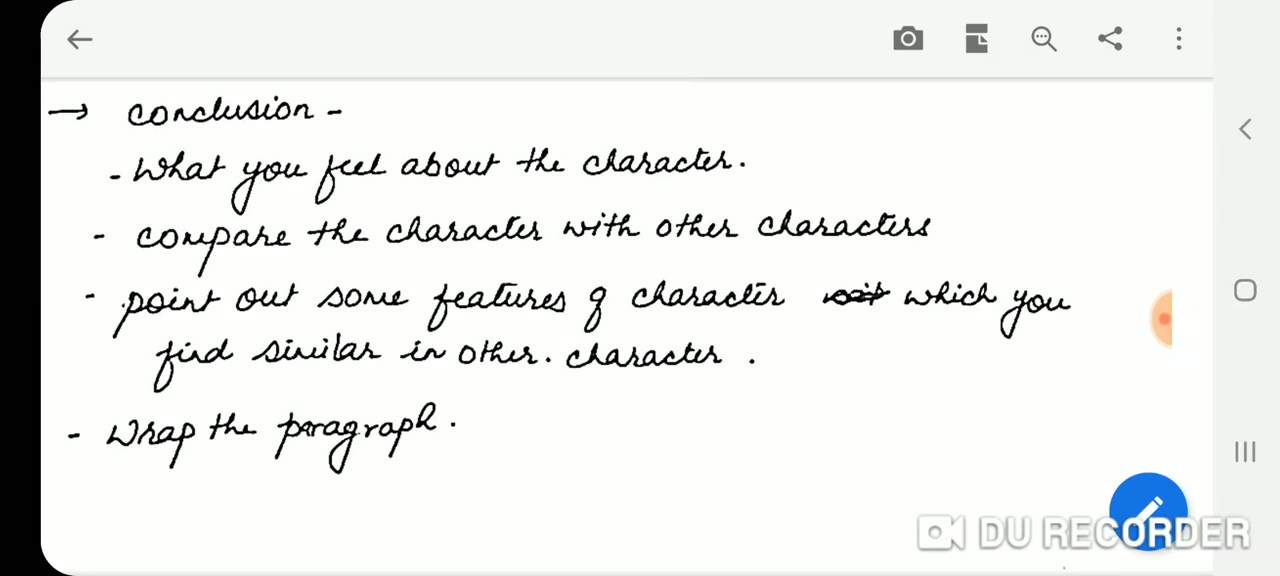 → conclusion -
- What you feel about the character.
- compare the character with other characters
- point out some features of character which you
find similar in other. character .
- Wrap the paragraph.
DU RECORDER